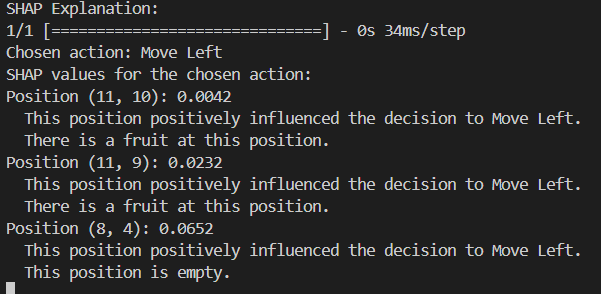 SHAP Explanation:
1/1 [==============================] - 0s 34ms/step
Chosen action: Move Left
SHAP values for the chosen action:
Position (11, 10): 0.0042
  This position positively influenced the decision to Move Left.
  There is a fruit at this position.
Position (11, 9): 0.0232
  This position positively influenced the decision to Move Left.
  There is a fruit at this position.
Position (8, 4): 0.0652
  This position positively influenced the decision to Move Left.
  This position is empty.